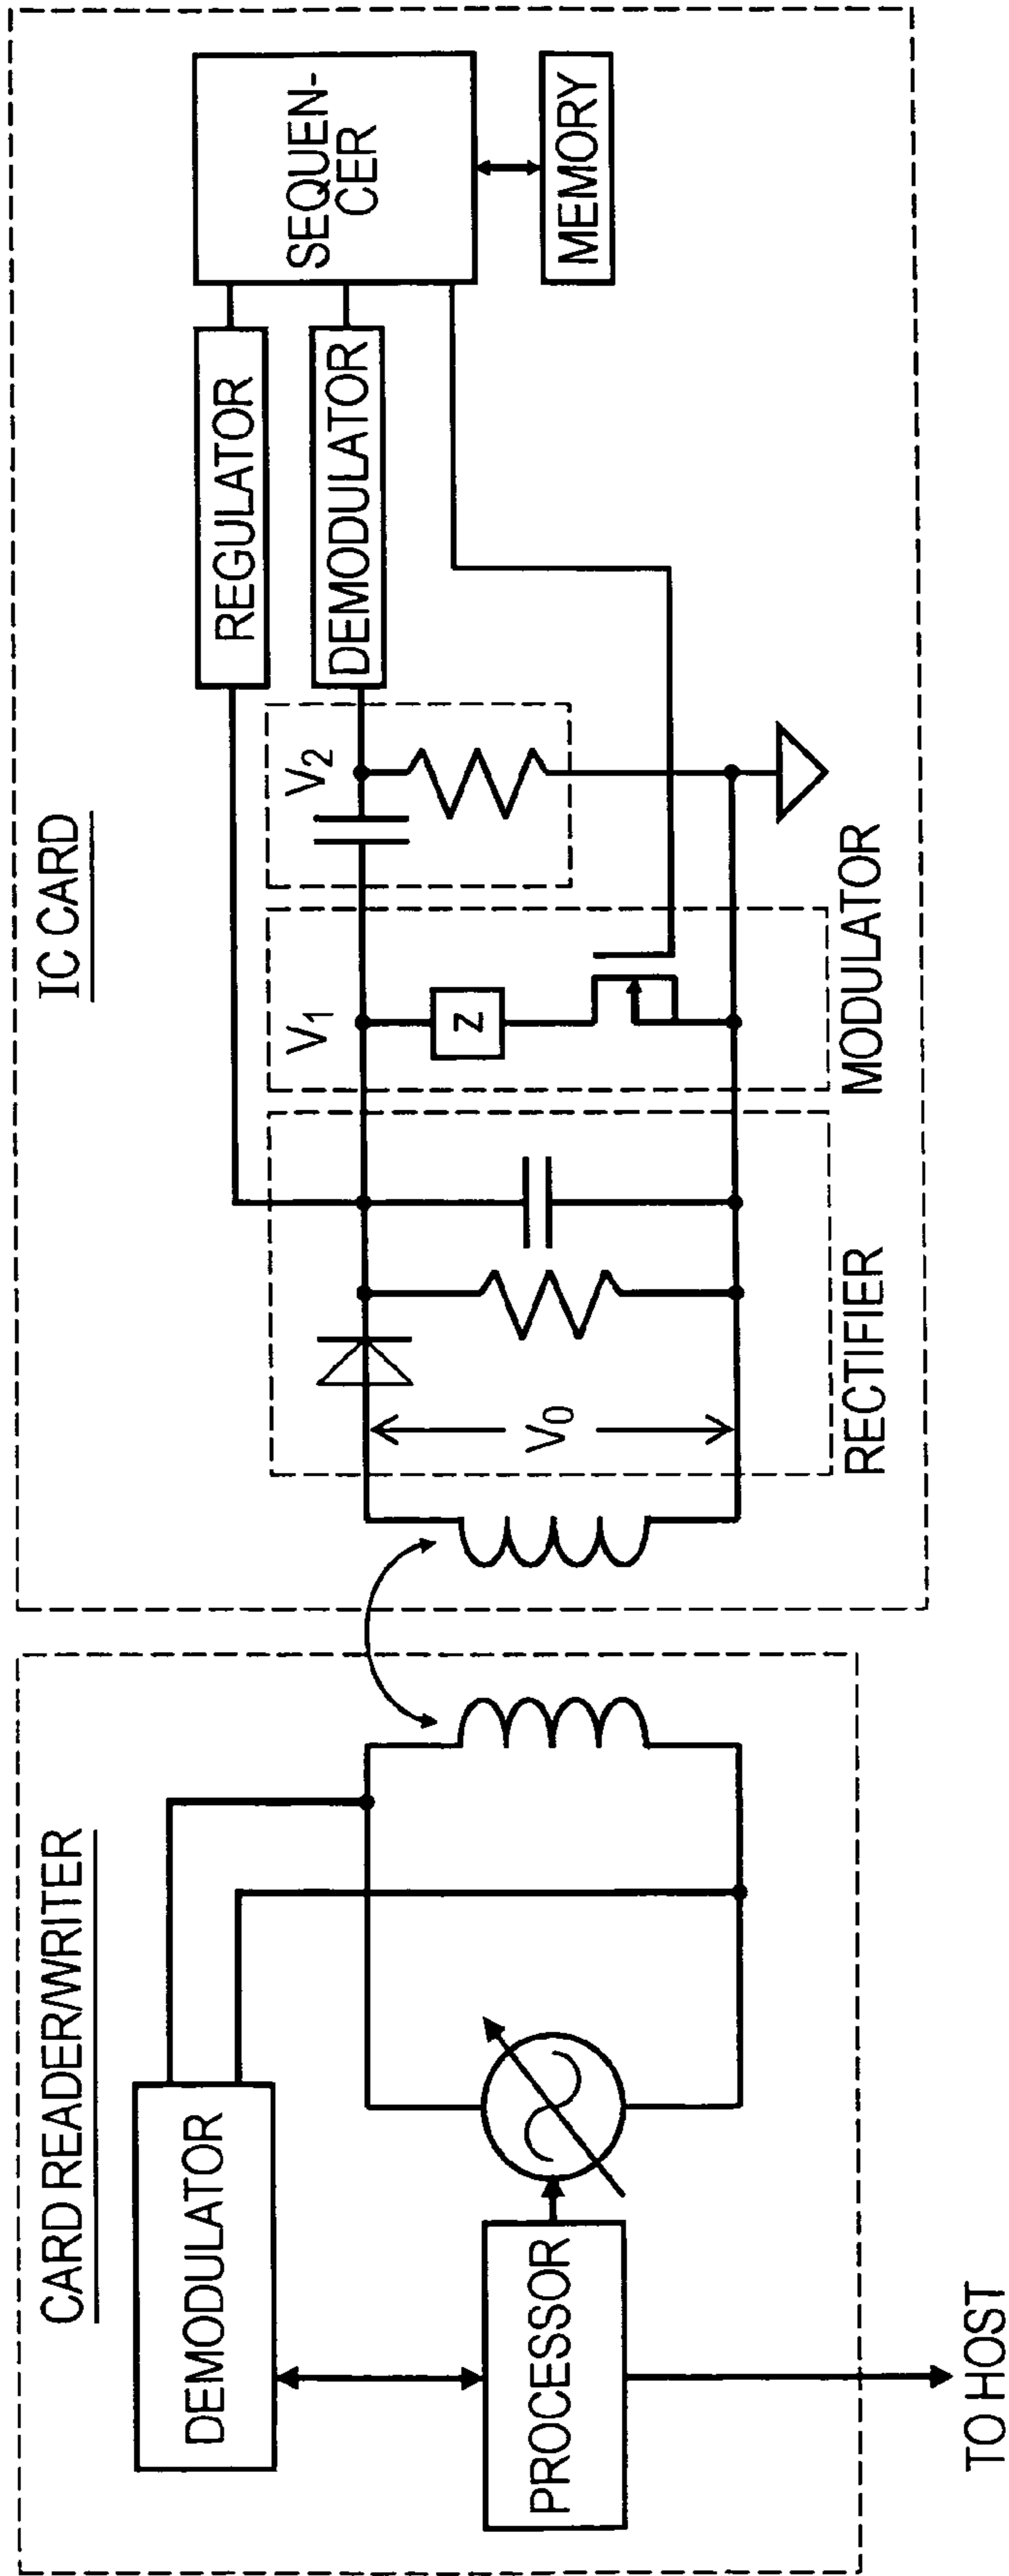 CARD READER/WRITER
DEMODULATOR
PROCESSOR
TO HOST
IC CARD
V0
RECTIFIER
V1
Z
MODULATOR
V2
REGULATOR
DEMODULATOR
SEQUEN-
CER
MEMORY